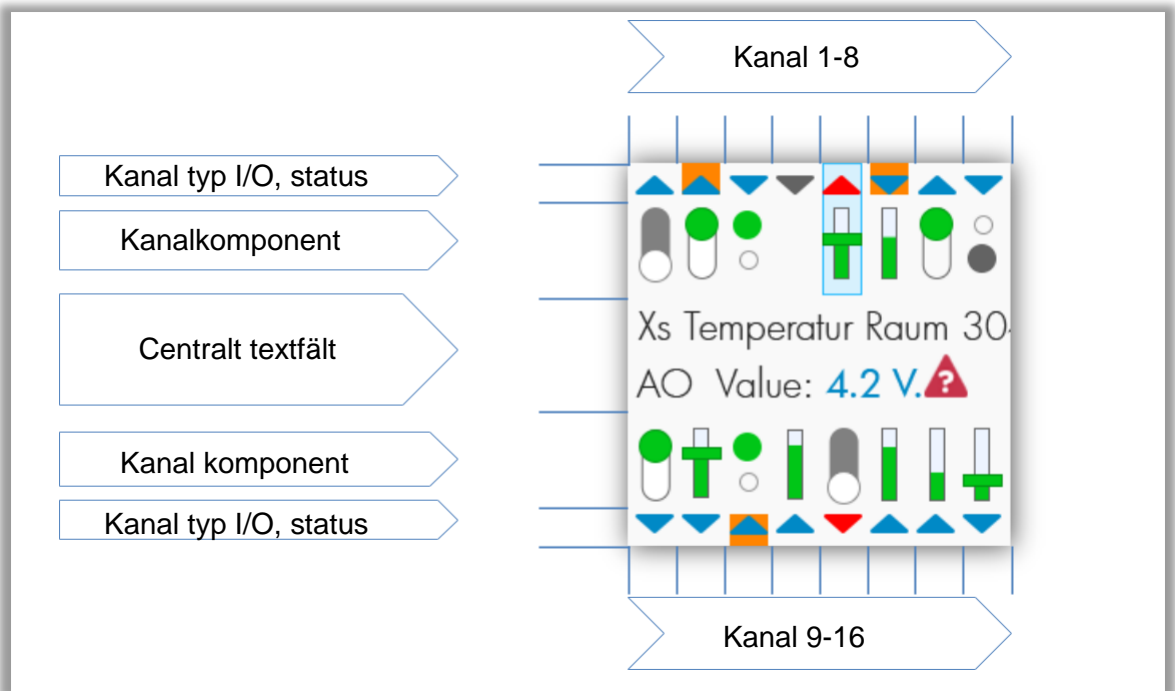 Kanal 1-8
Kanal typ I/O, status
Kanalkomponent
Centralt textfält
Kanal komponent
Kanal typ I/O, status
Xs Temperatur Raum 30
AO Value: 4.2 V.
?
Kanal 9-16